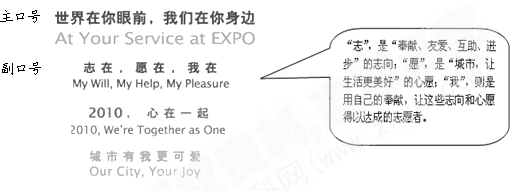 主口号
世界在你眼前，我们在你身边
At Your Service at EXPO
副口号
志在，愿在，我在
My Will, My Help, My Pleasure
2010，心在一起
2010, We're Together as One
城市有我更可爱
Our City, Your Joy
“志”，是“奉献、友爱、互助、进
步”的志向；“愿”，是“城市，让
生活更美好”的心愿；“我”，则是
用自己的奉献，让这些志向和心愿
得以达成的志愿者。